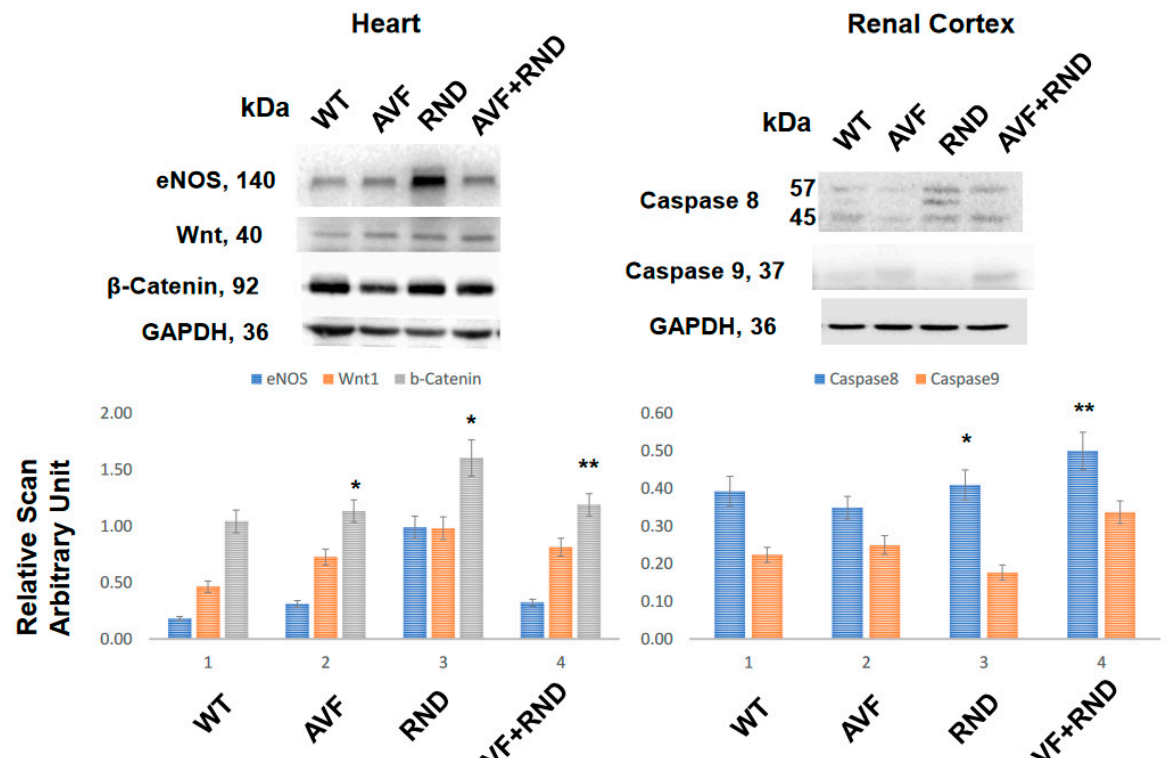 Heart
kDa WT AVF RND AVF+RND
eNOS, 140
Wnt, 40
β-Catenin, 92
GAPDH, 36
Renal Cortex
kDa WT AVF RND AVF+RND
Caspase 8 57
45
Caspase 9, 37
GAPDH, 36
eNOS Wnt1 b-Catenin
Relative Scan
Arbitrary Unit
2.00
1.50
1.00
0.50
0.00
* * **
1 2 3 4
WT AVF RND AVF+RND
Caspase8 Caspase9
0.60
0.50
0.40
0.30
0.20
0.10
0.00
* **
1 2 3 4
WT AVF RND VF+RND